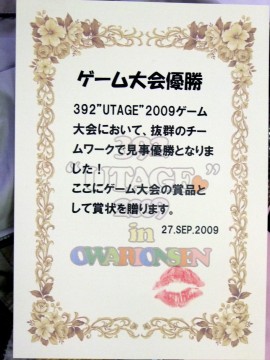 ゲーム大会優勝
392"UTAGE"2009ゲーム
大会において、抜群のチー
ムワークで見事優勝となりま
した！
ここにゲーム大会の賞品と
して賞状を贈ります。
27.SEP.2009
392
"UTAGE"
2009
in
OWARIONSEN